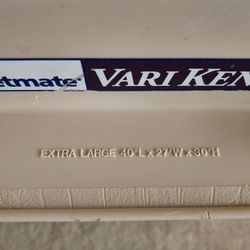 etmate® VARI KEN
EXTRA LARGE 40"L x 27"W x 30"H